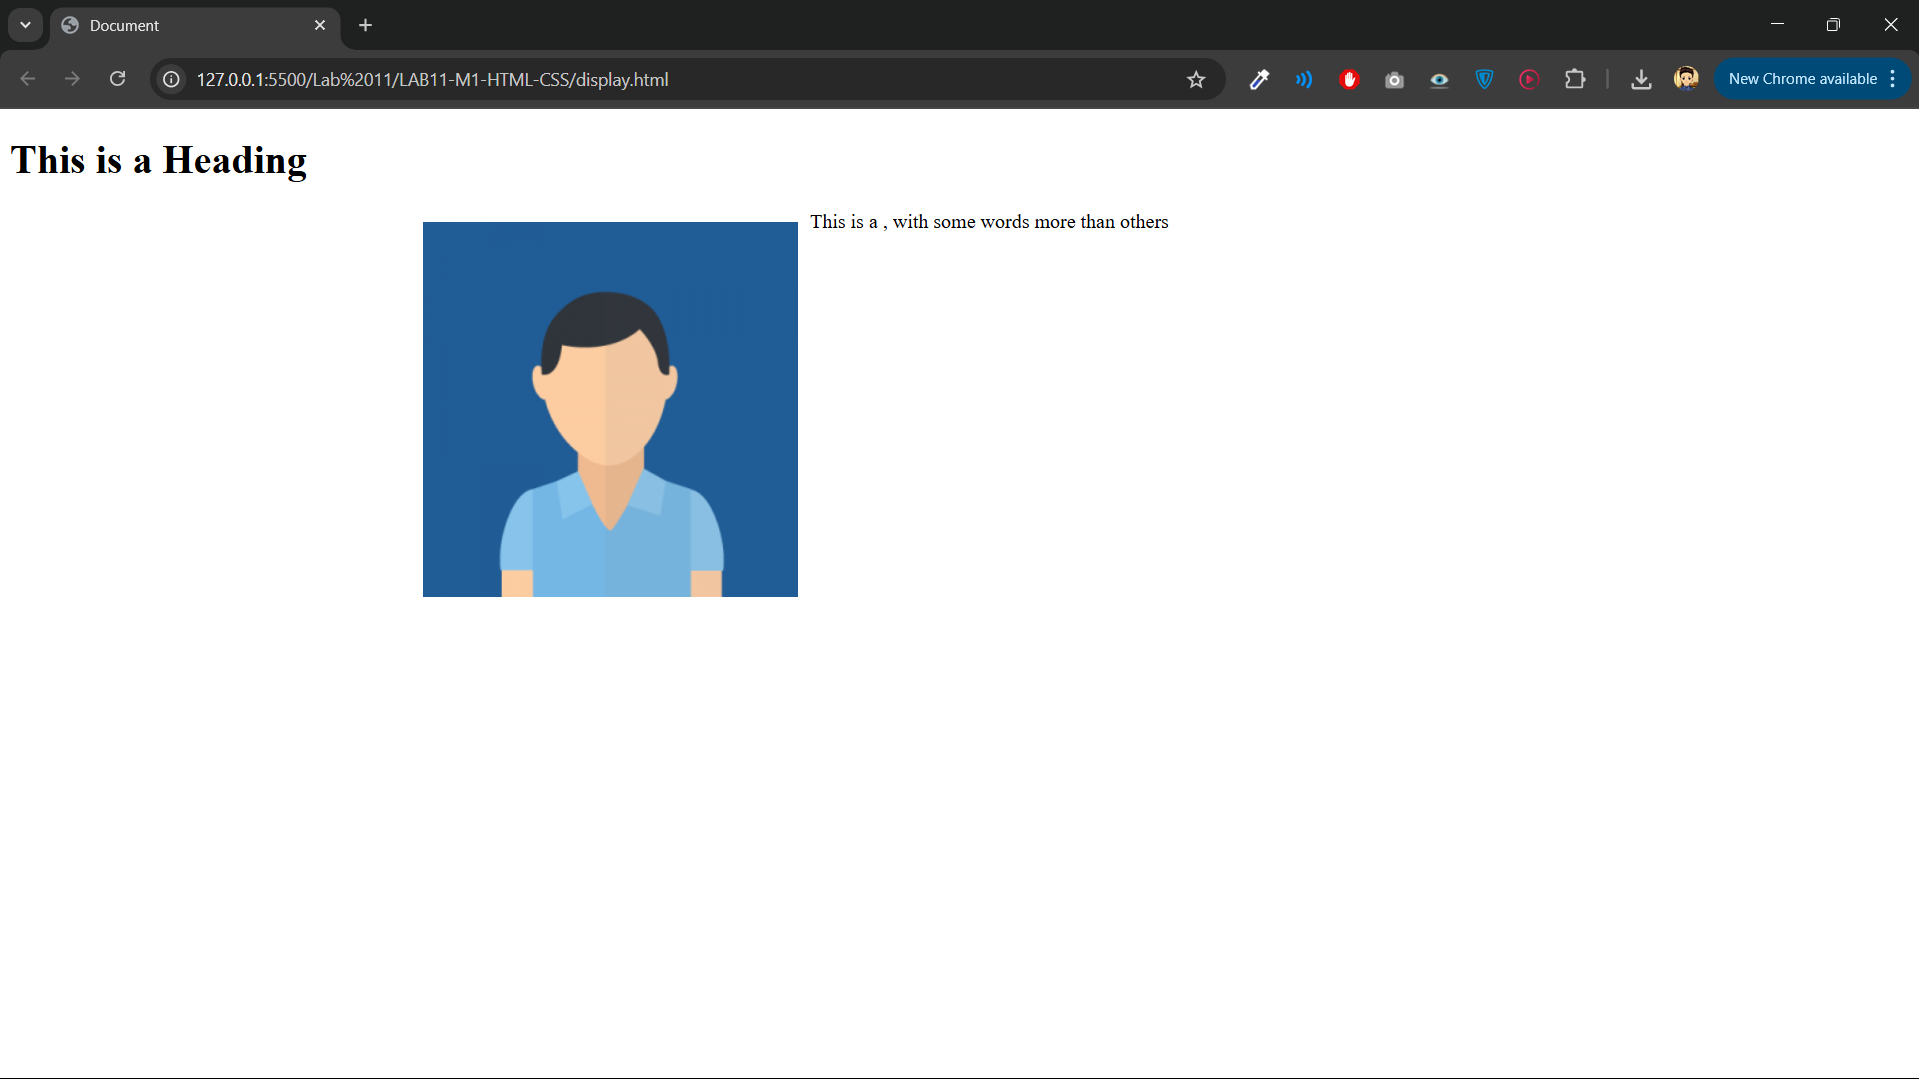 Document
127.0.0.1:5500/Lab%2011/LAB11-M1-HTML-CSS/display.html
New Chrome available
This is a Heading
This is a , with some words more than others